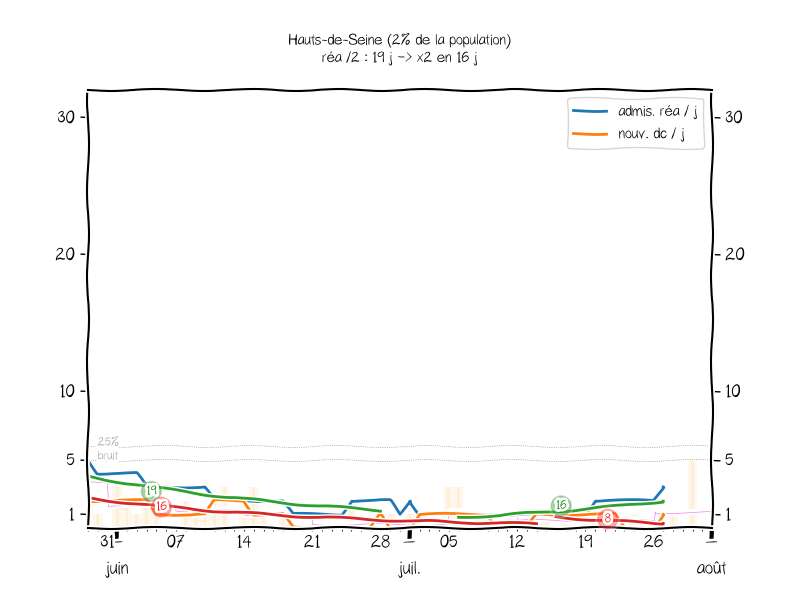 Hauts-de-Seine (2% de la population)
réa /2 : 19 j -> x2 en 16 j
admis. réa / j
nouv. dc / j
30 30
20 20
10 10
25%
bruit
5 5
19
16
16
8
1 1
31 07 14 21 28 05 12 19 26
juin juil. août